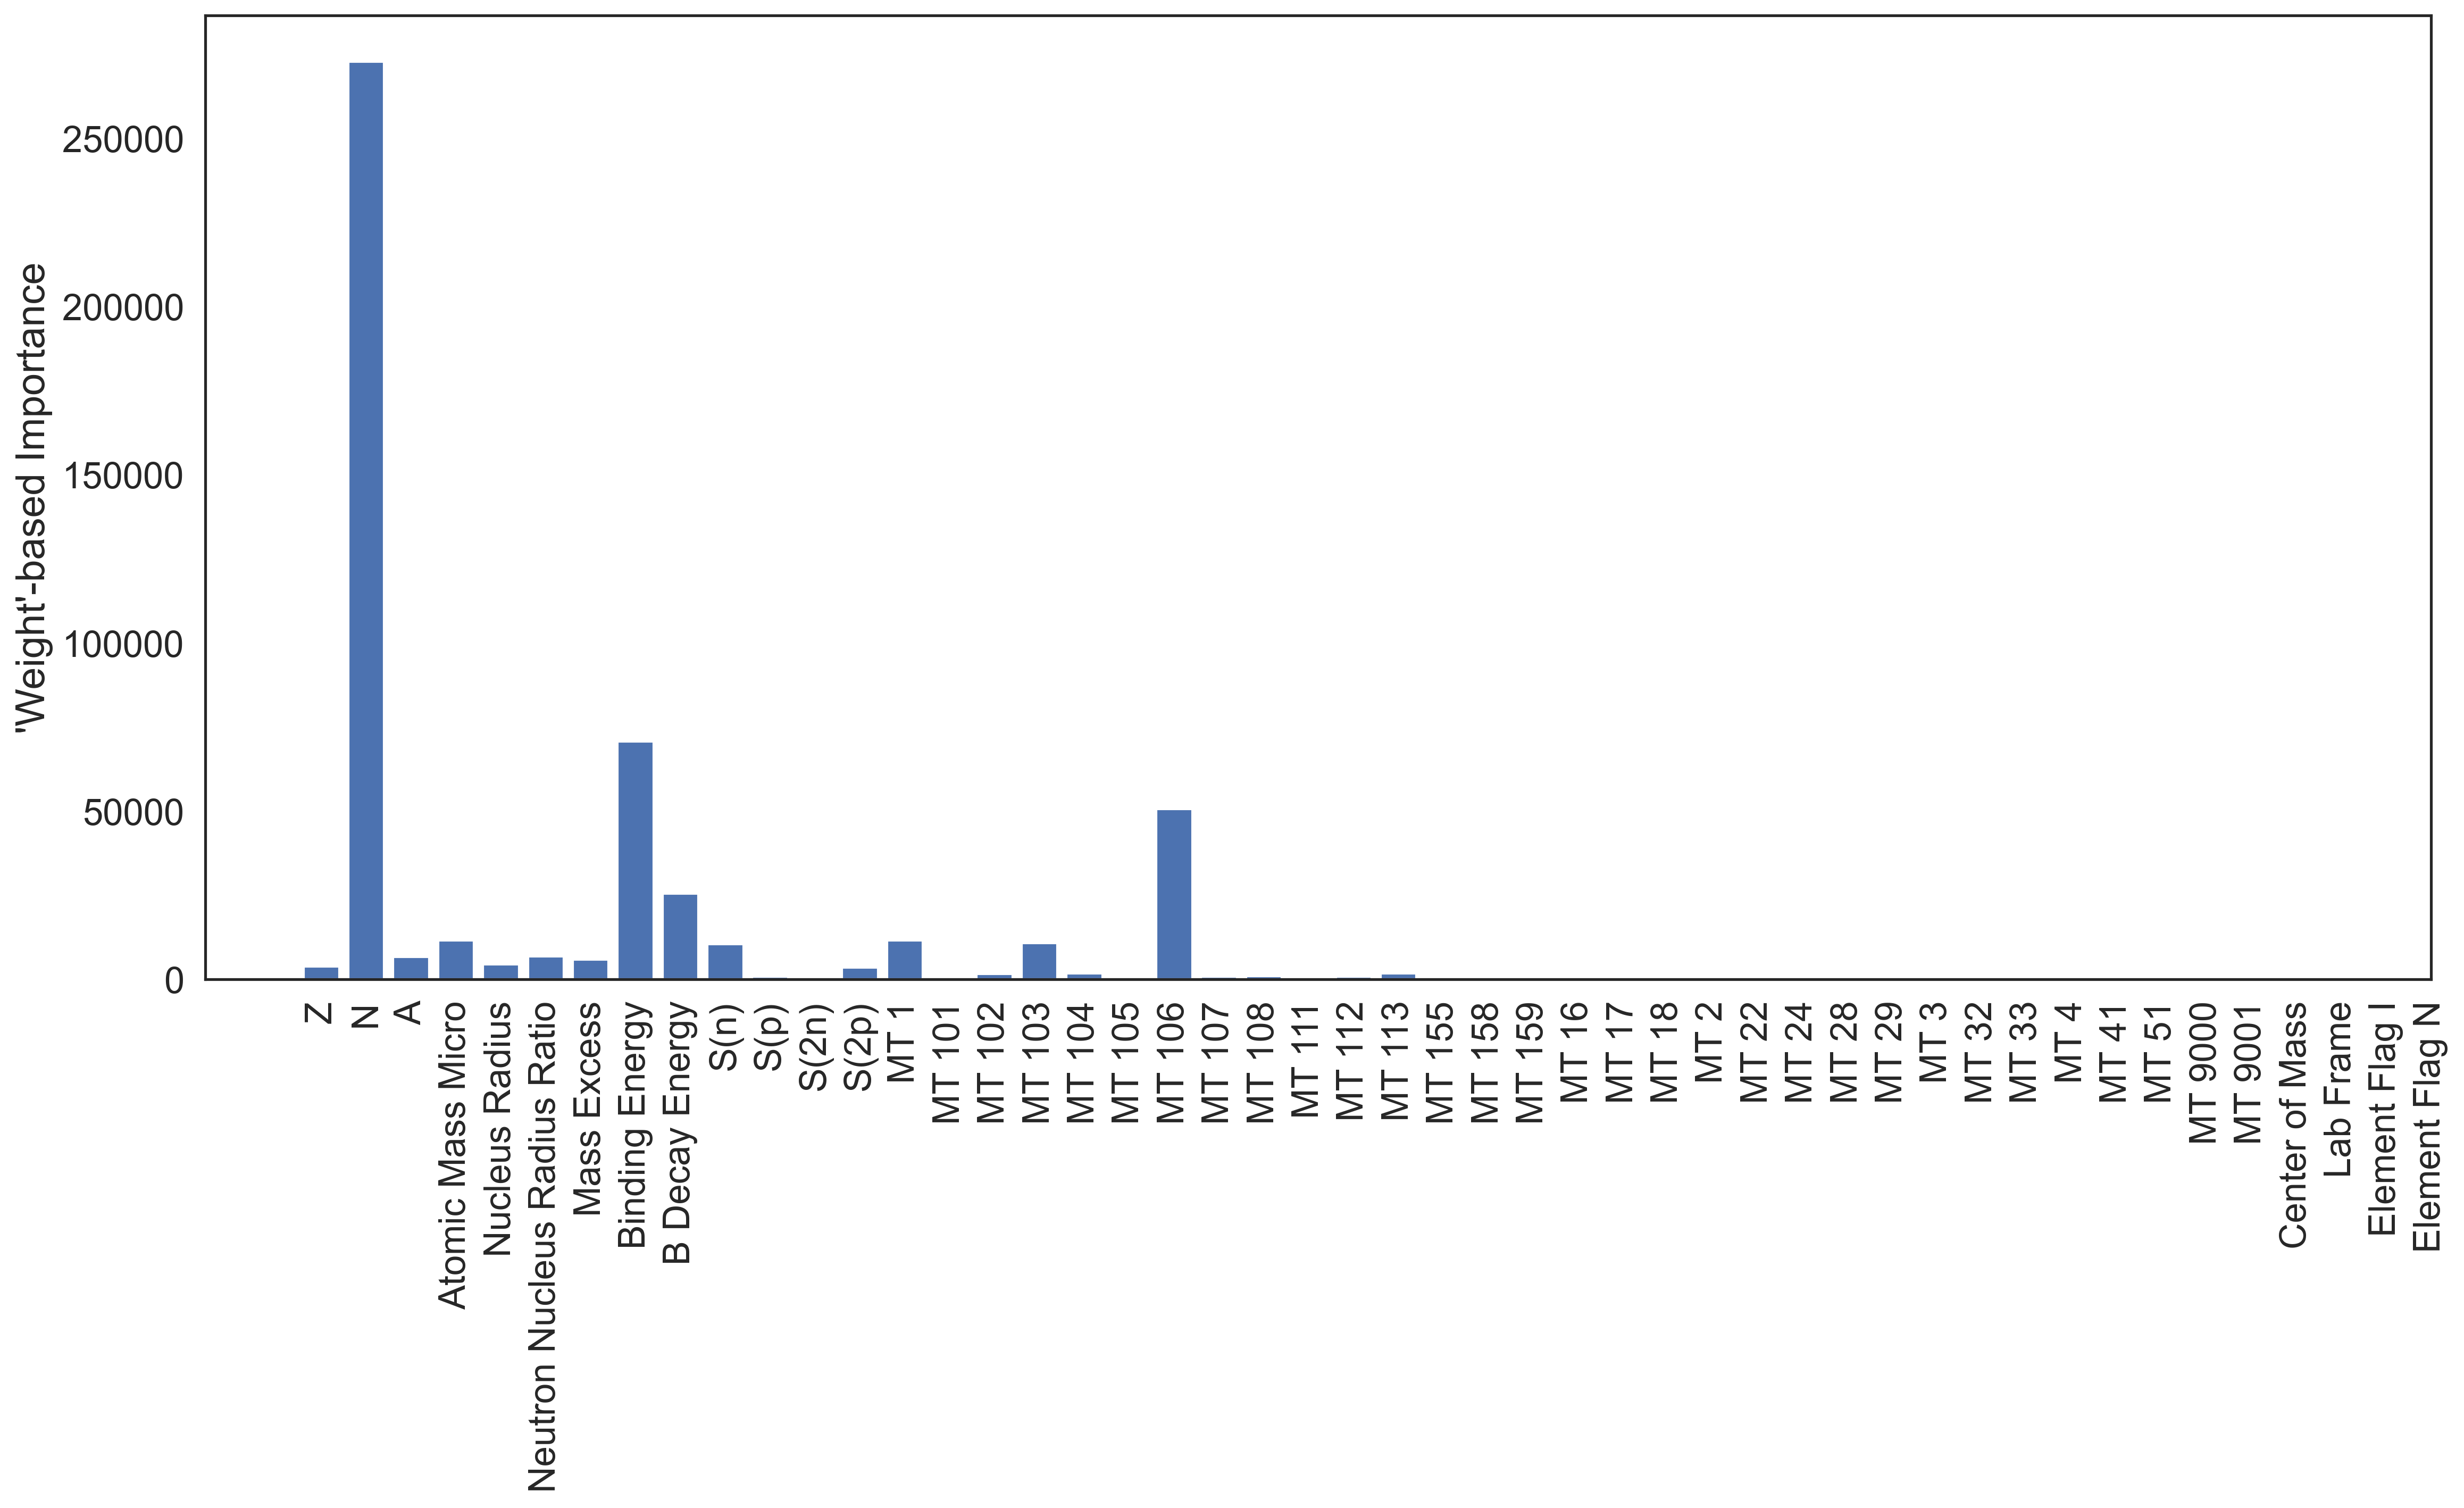 'Weight'-based Importance
250000
200000
150000
100000
50000
0
Z
N
A
Atomic Mass Micro
Nucleus Radius
Neutron Nucleus Radius Ratio
Mass Excess
Binding Energy
B Decay Energy
S(n)
S(p)
S(2n)
S(2p)
MT 1
MT 101
MT 102
MT 103
MT 104
MT 105
MT 106
MT 107
MT 108
MT 111
MT 112
MT 113
MT 155
MT 158
MT 159
MT 16
MT 17
MT 18
MT 2
MT 22
MT 24
MT 28
MT 29
MT 3
MT 32
MT 33
MT 4
MT 41
MT 51
MT 9000
MT 9001
Center of Mass
Lab Frame
Element Flag I
Element Flag N